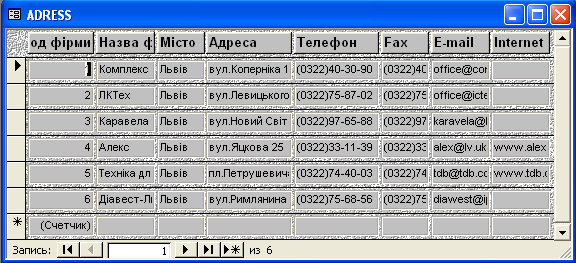 ADRESS
од фірми Назва ф Місто Адреса Телефон Fax E-mail Internet
1 Комплекс Львів вул.Коперніка 1 (0322)40-30-90 (0322)40 office@cor
2 ЛКТех Львів вул.Левицького (0322)75-87-02 (0322)75 office@icte
3 Каравела Львів вул.Новий Світ (0322)97-65-88 (0322)97 karavela@l
4 Алекс Львів вул.Яцкова 25 (0322)33-11-39 (0322)33 alex@lv.uk www.alex
5 Техніка дл Львів пл.Петрушевича (0322)74-40-03 (0322)74 tdb@tdb.cc www.tdb.c
6 Діавест-Ль Львів вул.Римлянина (0322)75-68-56 (0322)75 diawest@i
(Счетчик)
Запись: 1 из 6